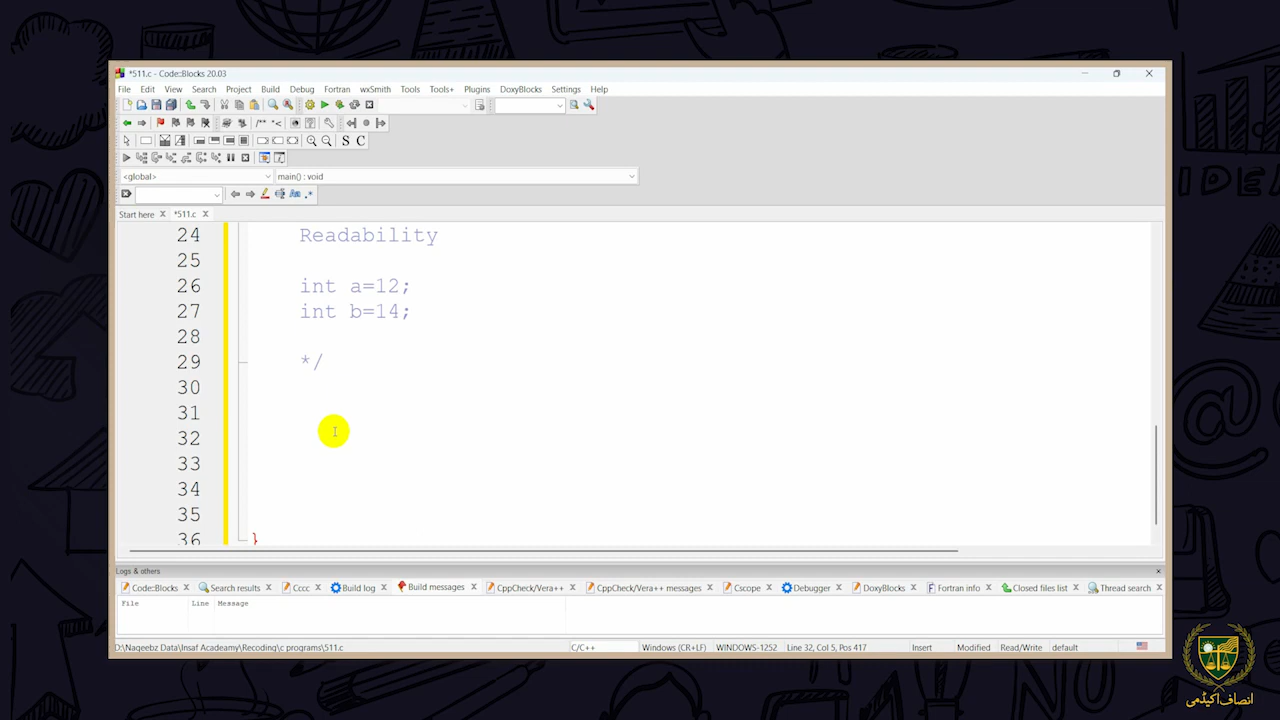 *511.c - Code::Blocks 20.03
File Edit View Search Project Build Debug Fortran wxSmith Tools Tools+ Plugins DoxyBlocks Settings Help
S C
<global> main() : void
Start here *511.c
24 Readability
25
26 int a=12;
27 int b=14;
28
29 */
30
31
32
33
34
35
36 }
Logs & others
Code::Blocks Search results Cccc Build log Build messages CppCheck/Vera++ CppCheck/Vera++ messages Cscope Debugger DoxyBlocks Fortran info Closed files list Thread search
File Line Message
D:\Naqeebz Data\Insaf Acadeamy\Recoding\c programs\511.c C/C++ Windows (CR+LF) WINDOWS-1252 Line 32, Col 5, Pos 417 Insert Modified Read/Write default
IDEA
انصاف اکیڈمی